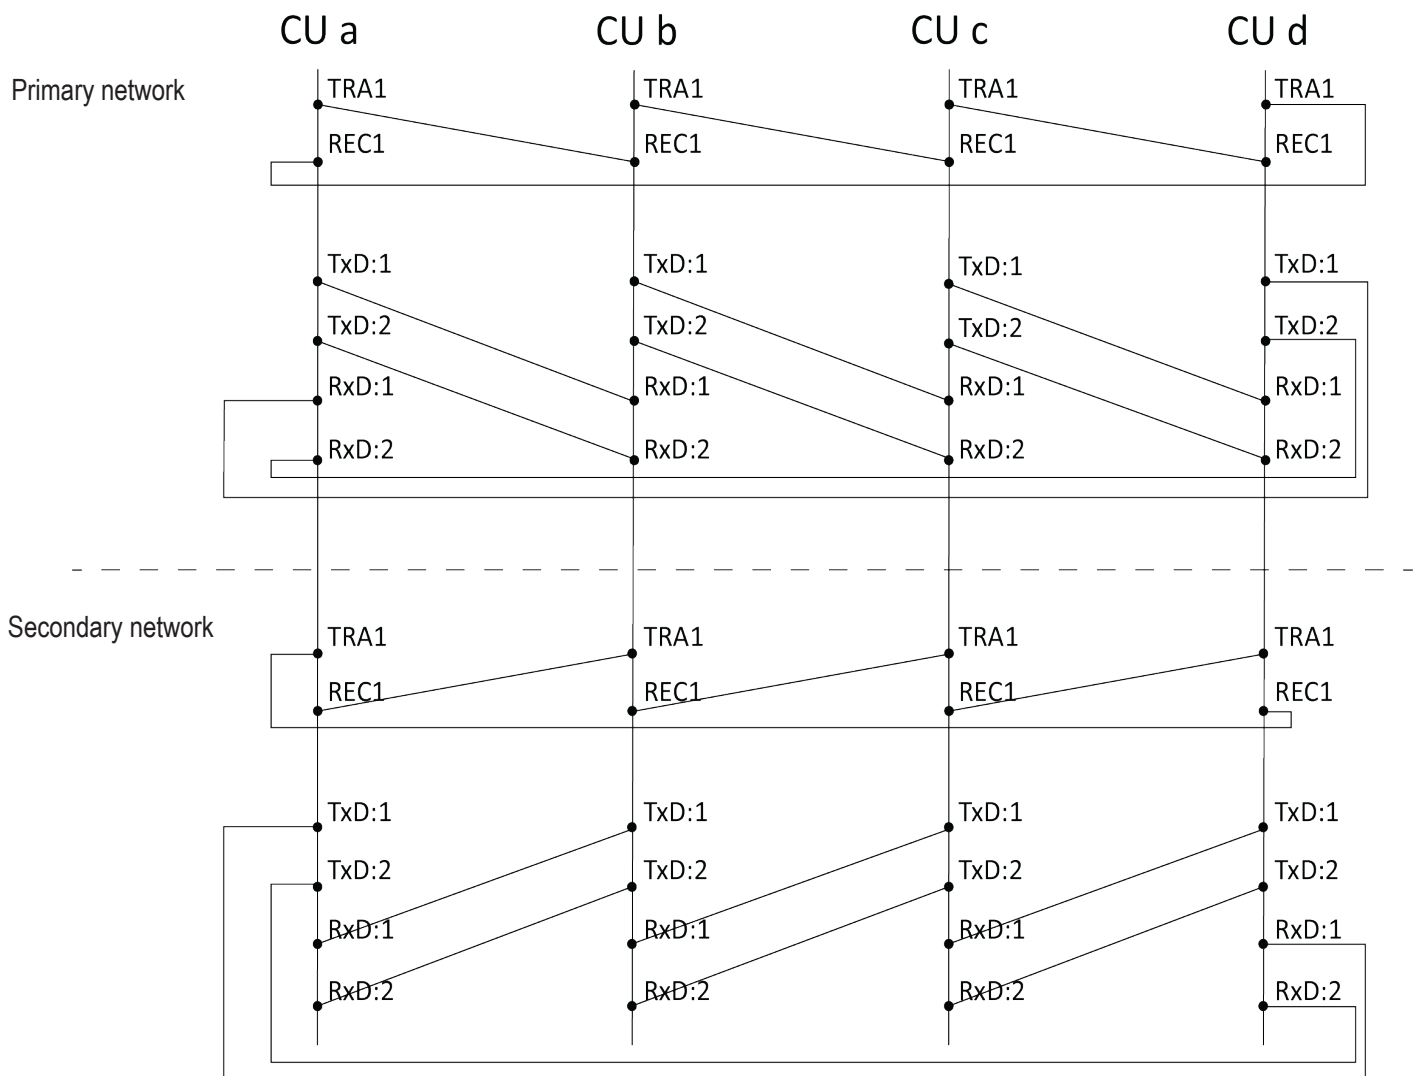 CU a CU b CU c CU d
Primary network
TRA1 TRA1 TRA1 TRA1
REC1 REC1 REC1 REC1
TxD:1 TxD:1 TxD:1 TxD:1
TxD:2 TxD:2 TxD:2 TxD:2
RxD:1 RxD:1 RxD:1 RxD:1
RxD:2 RxD:2 RxD:2 RxD:2
Secondary network
TRA1 TRA1 TRA1 TRA1
REC1 REC1 REC1 REC1
TxD:1 TxD:1 TxD:1 TxD:1
TxD:2 TxD:2 TxD:2 TxD:2
RxD:1 RxD:1 RxD:1 RxD:1
RxD:2 RxD:2 RxD:2 RxD:2